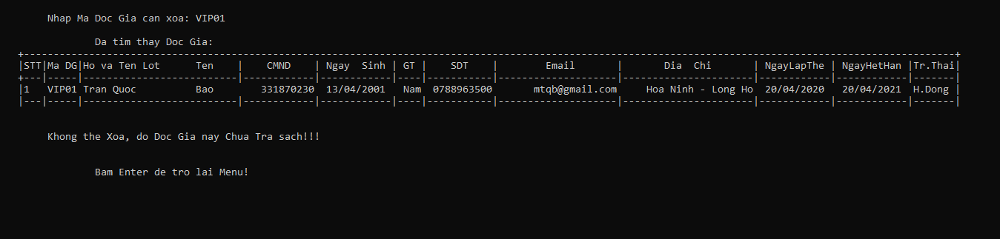 Nhap Ma Doc Gia can xoa: VIP01
Da tim thay Doc Gia:
|STT|Ma DG|Ho va Ten Lot      Ten    |    CMND    | Ngay  Sinh | GT |    SDT    |        Email       |       Dia  Chi       | NgayLapThe | NgayHetHan |Tr.Thai|
|1   VIP01 Tran Quoc          Bao        331870230  13/04/2001   Nam  0788963500       mtqb@gmail.com     Hoa Ninh - Long Ho  20/04/2020   20/04/2021  H.Dong |
Khong the Xoa, do Doc Gia nay Chua Tra sach!!!
Bam Enter de tro lai Menu!